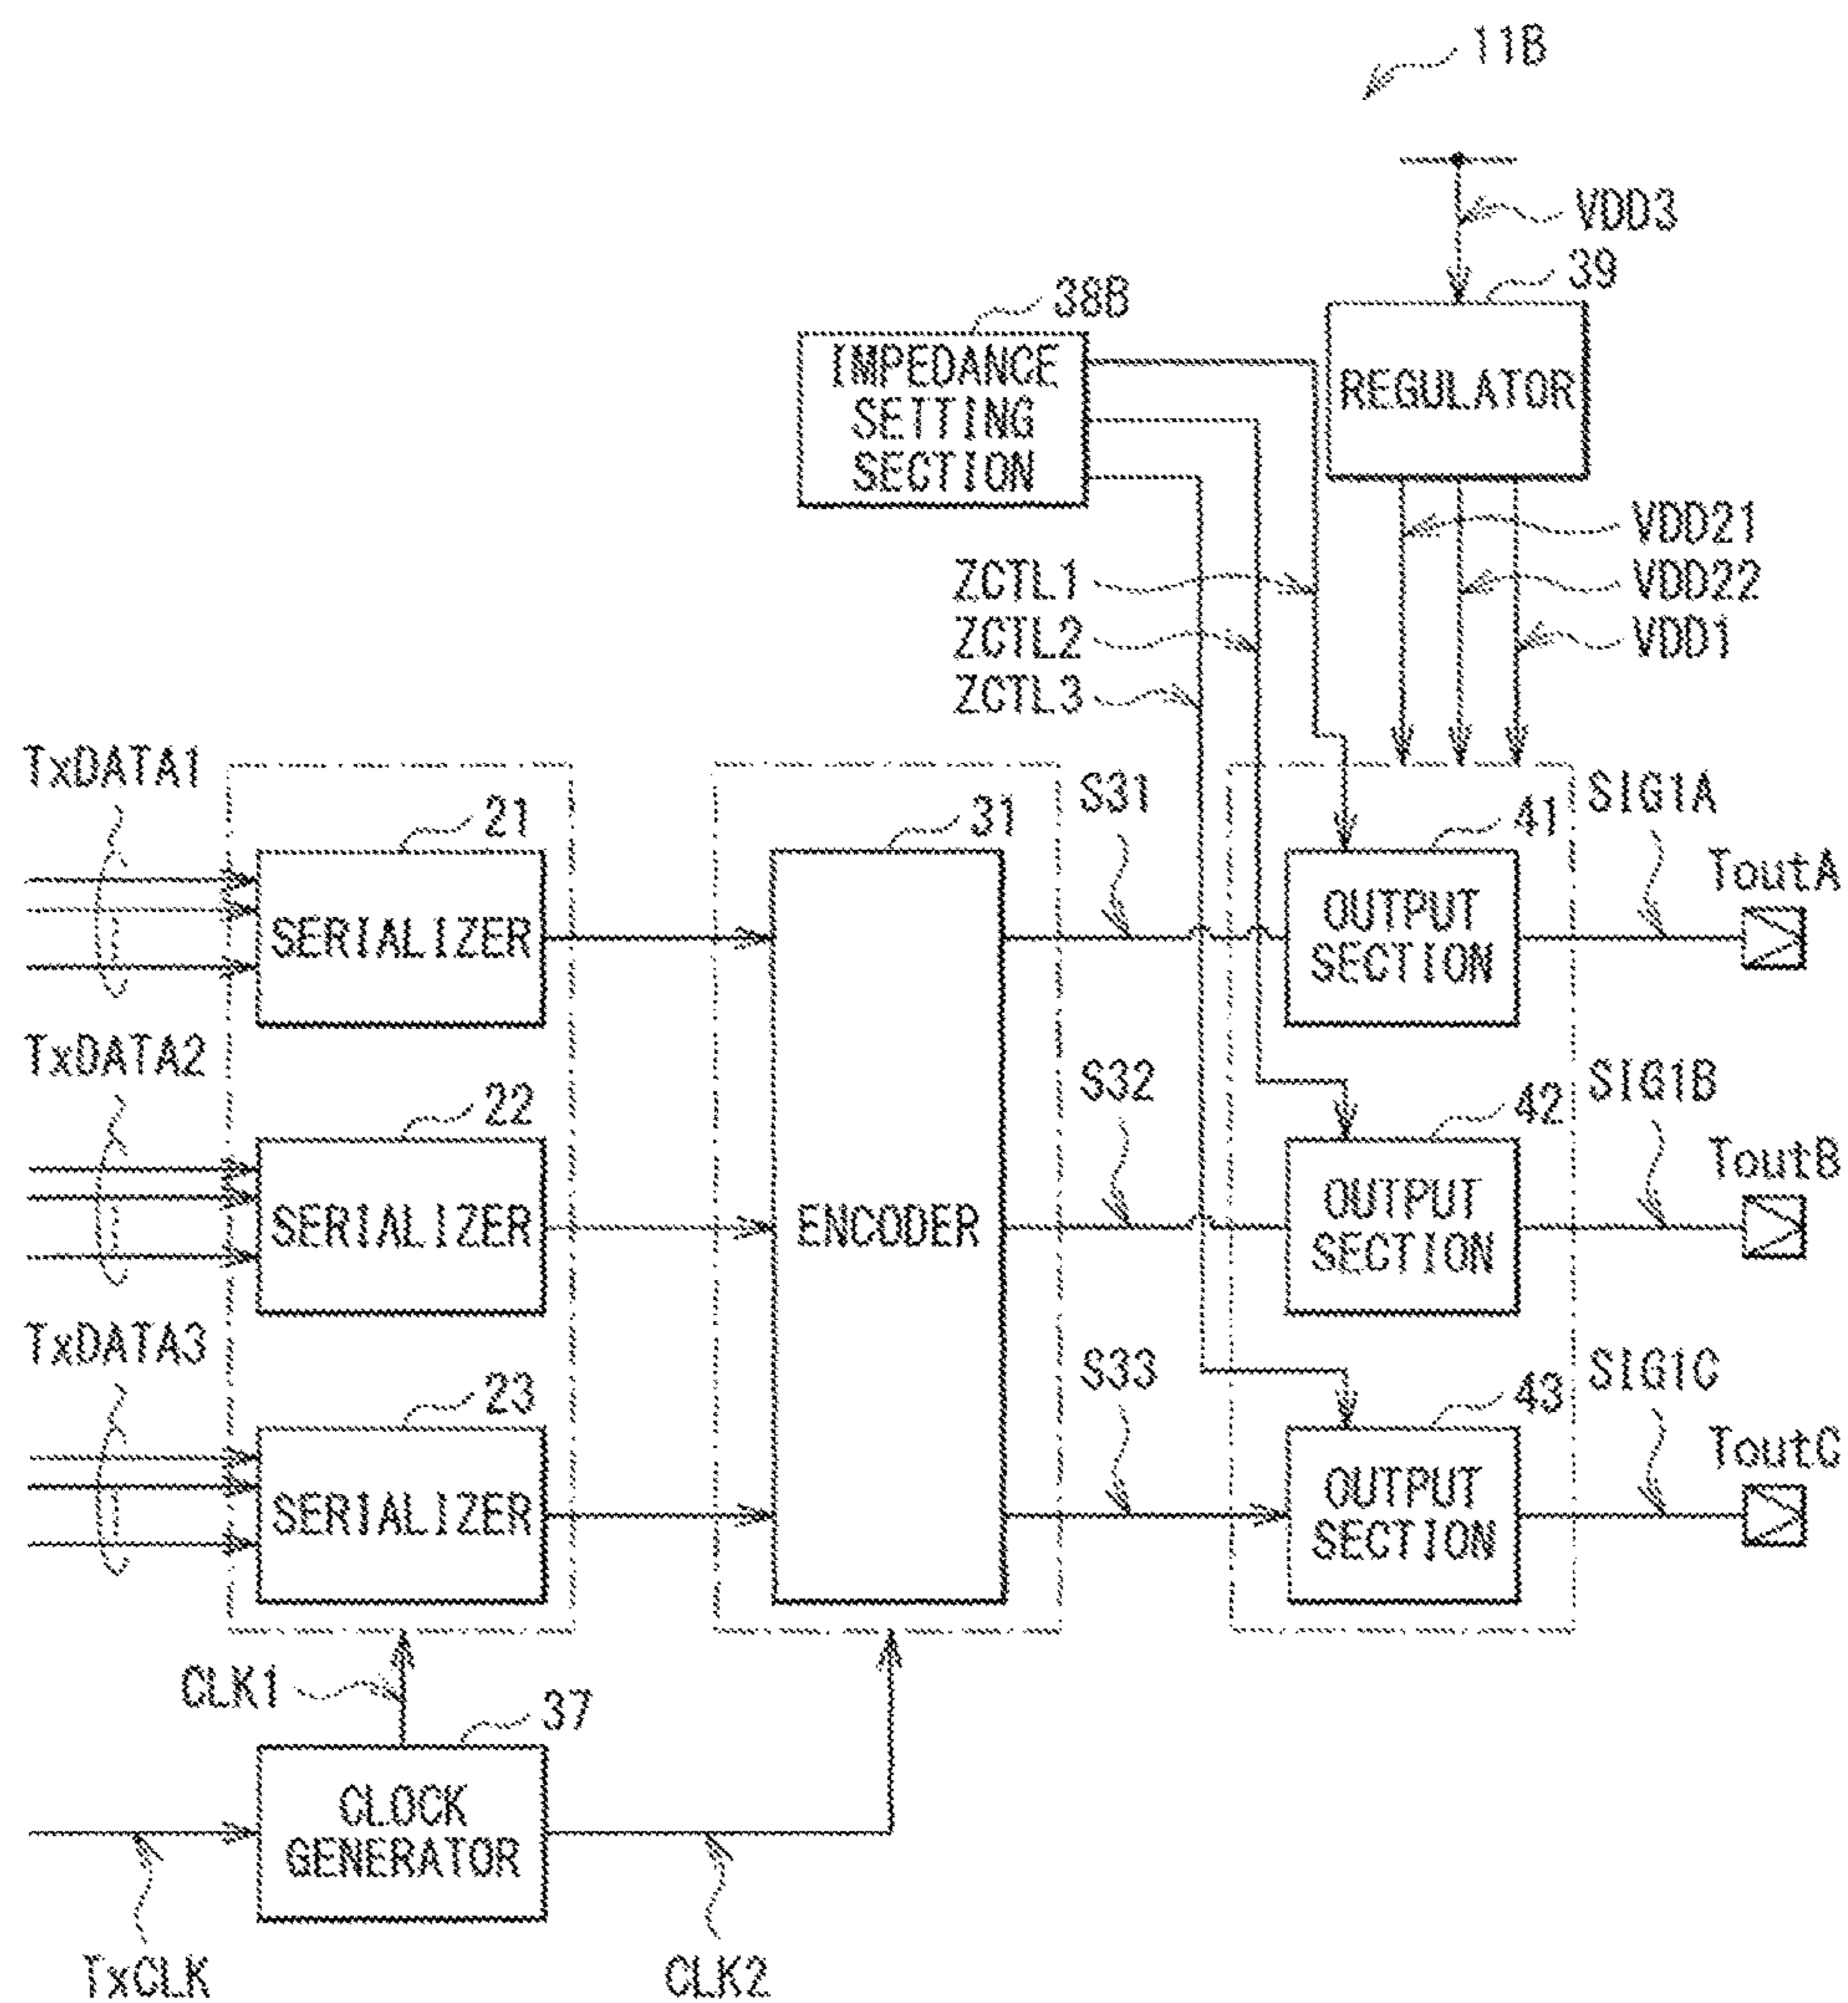 11B
VDD3
39
38B
IMPEDANCE
SETTING
SECTION
REGULATOR
VDD21
VDD22
VDD1
ZCTL1
ZCTL2
ZCTL3
TxDATA1
21
SERIALIZER
31
ENCODER
S31
41
OUTPUT
SECTION
SIG1A
ToutA
TxDATA2
22
SERIALIZER
S32
42
OUTPUT
SECTION
SIG1B
ToutB
TxDATA3
23
SERIALIZER
S33
43
OUTPUT
SECTION
SIG1C
ToutC
CLK1
37
CLOCK
GENERATOR
TxCLK
CLK2